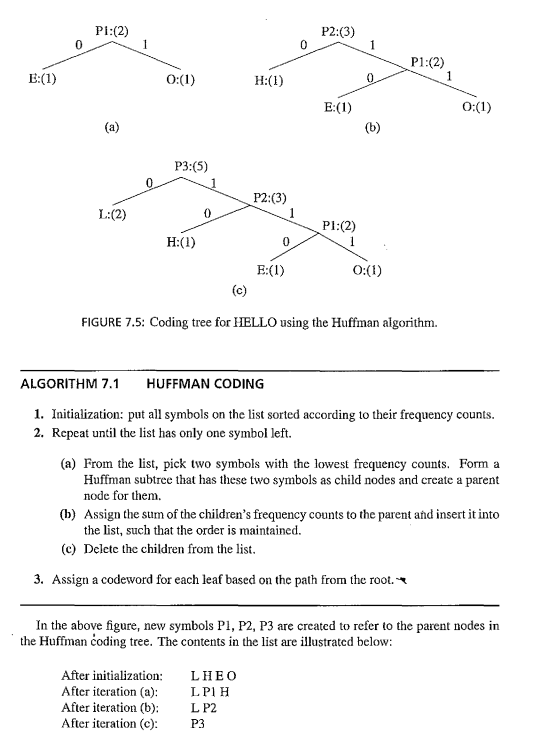 P1:(2)
0 1
E:(1) O:(1)
(a)
P2:(3)
0 1
H:(1) P1:(2)
0 1
E:(1) O:(1)
(b)
P3:(5)
0 1
L:(2) P2:(3)
0 1
H:(1) P1:(2)
0 1
E:(1) O:(1)
(c)
FIGURE 7.5: Coding tree for HELLO using the Huffman algorithm.
ALGORITHM 7.1 HUFFMAN CODING
1. Initialization: put all symbols on the list sorted according to their frequency counts.
2. Repeat until the list has only one symbol left.
(a) From the list, pick two symbols with the lowest frequency counts. Form a
Huffman subtree that has these two symbols as child nodes and create a parent
node for them.
(b) Assign the sum of the children's frequency counts to the parent and insert it into
the list, such that the order is maintained.
(c) Delete the children from the list.
3. Assign a codeword for each leaf based on the path from the root.
In the above figure, new symbols P1, P2, P3 are created to refer to the parent nodes in
the Huffman coding tree. The contents in the list are illustrated below:
After initialization: L H E O
After iteration (a): L P1 H
After iteration (b): L P2
After iteration (c): P3